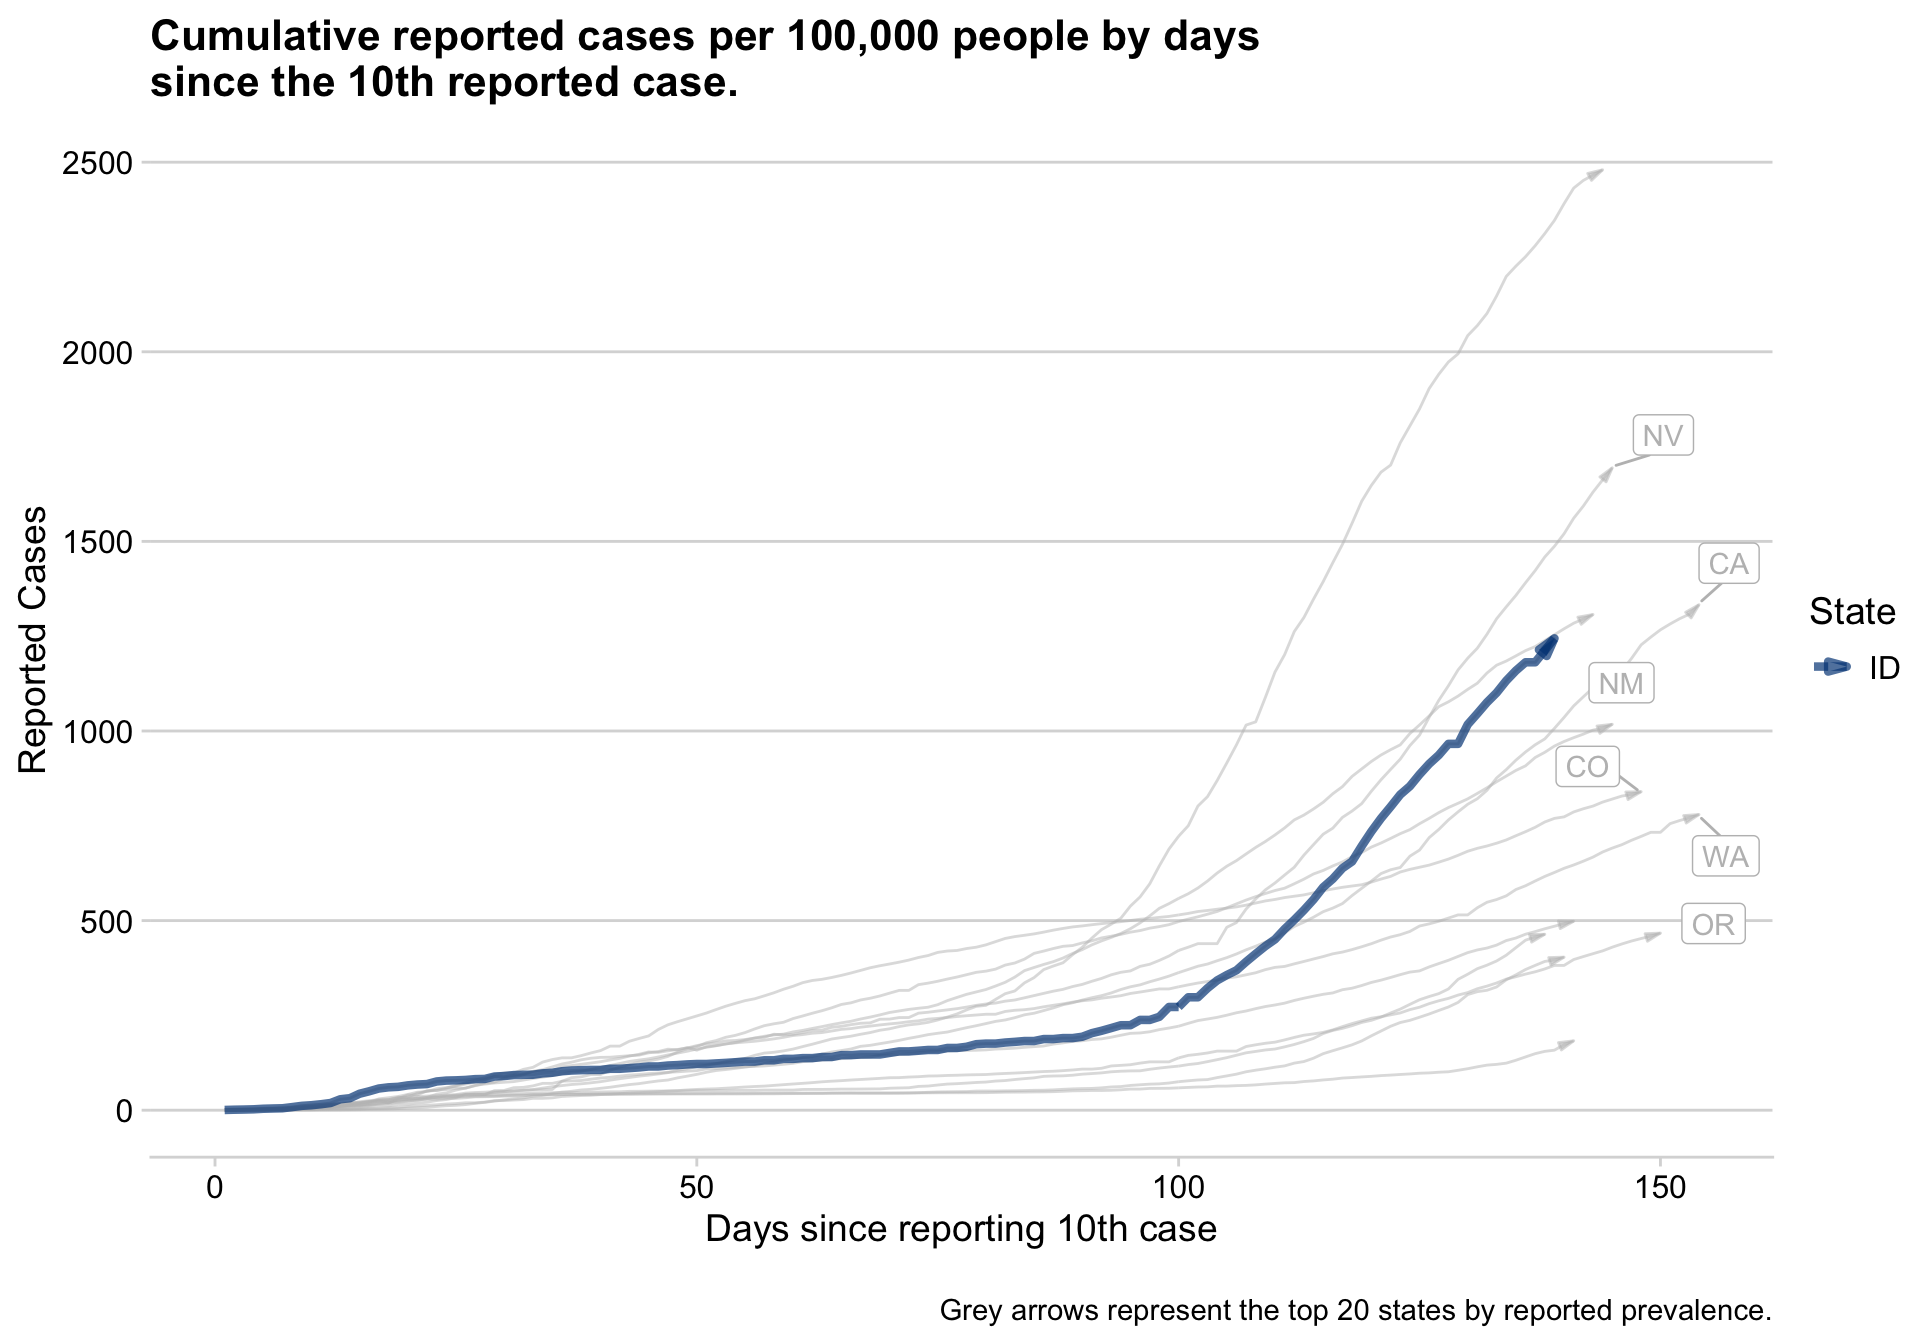 Cumulative reported cases per 100,000 people by days
since the 10th reported case.
2500
2000
1500
1000
500
0
Reported Cases
NV
CA
NM
CO
WA
OR
State
ID
0 50 100 150
Days since reporting 10th case
Grey arrows represent the top 20 states by reported prevalence.